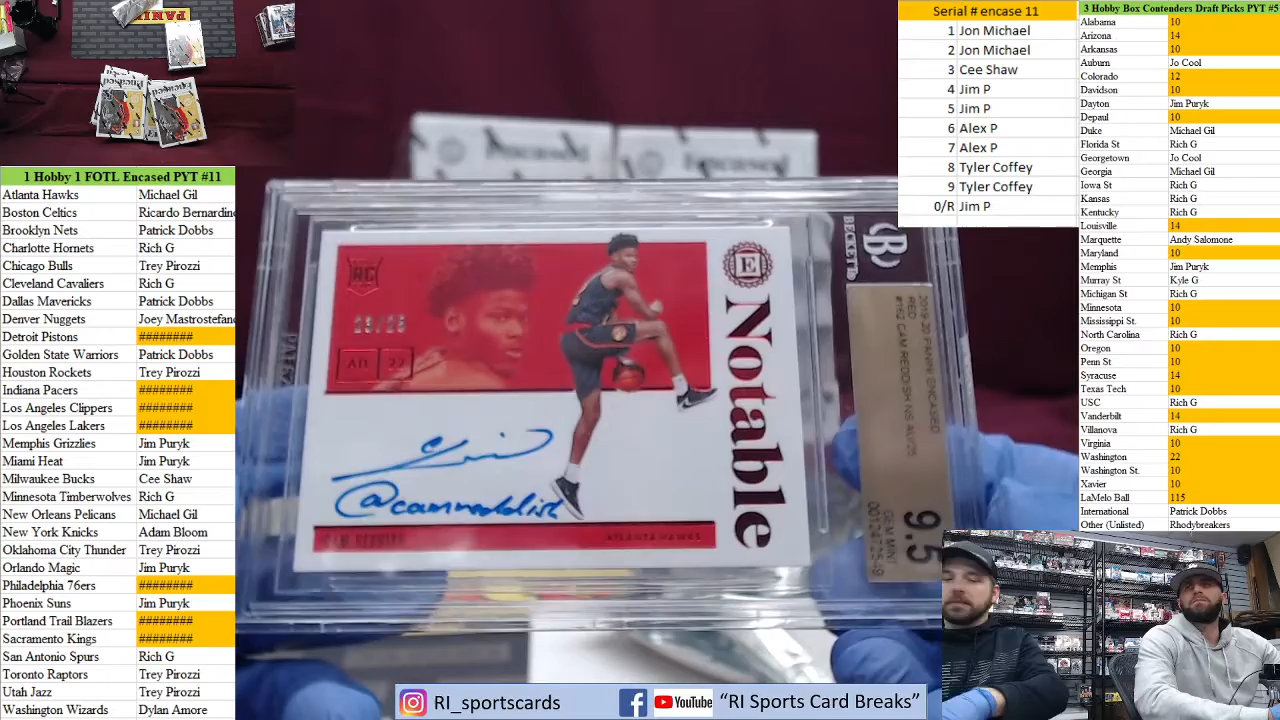 PANINI
Encased
Encased
1 Hobby 1 FOTL Encased PYT #11
Atlanta Hawks Michael Gil
Boston Celtics Ricardo Bernardino
Brooklyn Nets Patrick Dobbs
Charlotte Hornets Rich G
Chicago Bulls Trey Pirozzi
Cleveland Cavaliers Rich G
Dallas Mavericks Patrick Dobbs
Denver Nuggets Joey Mastrostefano
Detroit Pistons ########
Golden State Warriors Patrick Dobbs
Houston Rockets Trey Pirozzi
Indiana Pacers ########
Los Angeles Clippers ########
Los Angeles Lakers ########
Memphis Grizzlies Jim Puryk
Miami Heat Jim Puryk
Milwaukee Bucks Cee Shaw
Minnesota Timberwolves Rich G
New Orleans Pelicans Michael Gil
New York Knicks Adam Bloom
Oklahoma City Thunder Trey Pirozzi
Orlando Magic Jim Puryk
Philadelphia 76ers ########
Phoenix Suns Jim Puryk
Portland Trail Blazers ########
Sacramento Kings ########
San Antonio Spurs Rich G
Toronto Raptors Trey Pirozzi
Utah Jazz Trey Pirozzi
Washington Wizards Dylan Amore
RC
E Notable
@camreddish
CAM REDDISH
ATLANTA HAWKS
BECKETT
9.5
Serial # encase 11
1 Jon Michael
2 Jon Michael
3 Cee Shaw
4 Jim P
5 Jim P
6 Alex P
7 Alex P
8 Tyler Coffey
9 Tyler Coffey
0/R Jim P
3 Hobby Box Contenders Draft Picks PYT #5
Alabama 10
Arizona 14
Arkansas 10
Auburn Jo Cool
Colorado 12
Davidson 10
Dayton Jim Puryk
Depaul 10
Duke Michael Gil
Florida St Rich G
Georgetown Jo Cool
Georgia Michael Gil
Iowa St Rich G
Kansas Rich G
Kentucky Rich G
Louisville 14
Marquette Andy Salomone
Maryland 10
Memphis Jim Puryk
Murray St Kyle G
Michigan St Rich G
Minnesota 10
Mississippi St. 10
North Carolina Rich G
Oregon 10
Penn St 10
Syracuse 14
Texas Tech 10
USC Rich G
Vanderbilt 14
Villanova Rich G
Virginia 10
Washington 22
Washington St. 10
Xavier 10
LaMelo Ball 115
International Patrick Dobbs
Other (Unlisted) Rhodybreakers
RI_sportscards YouTube “RI Sports Card Breaks”